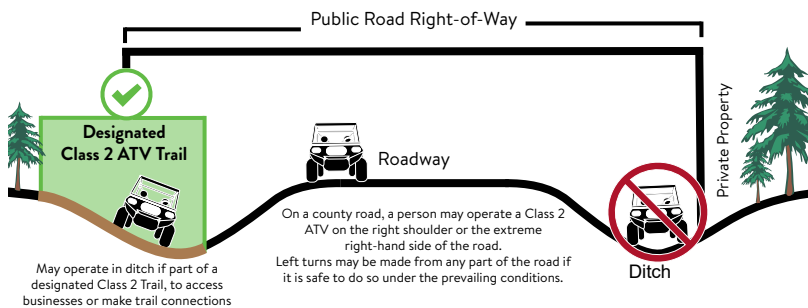 Public Road Right-of-Way
Designated
Class 2 ATV Trail
Roadway
Private Property
On a county road, a person may operate a Class 2
ATV on the right shoulder or the extreme
right-hand side of the road.
Left turns may be made from any part of the road if
it is safe to do so under the prevailing conditions.
Ditch
May operate in ditch if part of a
designated Class 2 Trail, to access
businesses or make trail connections